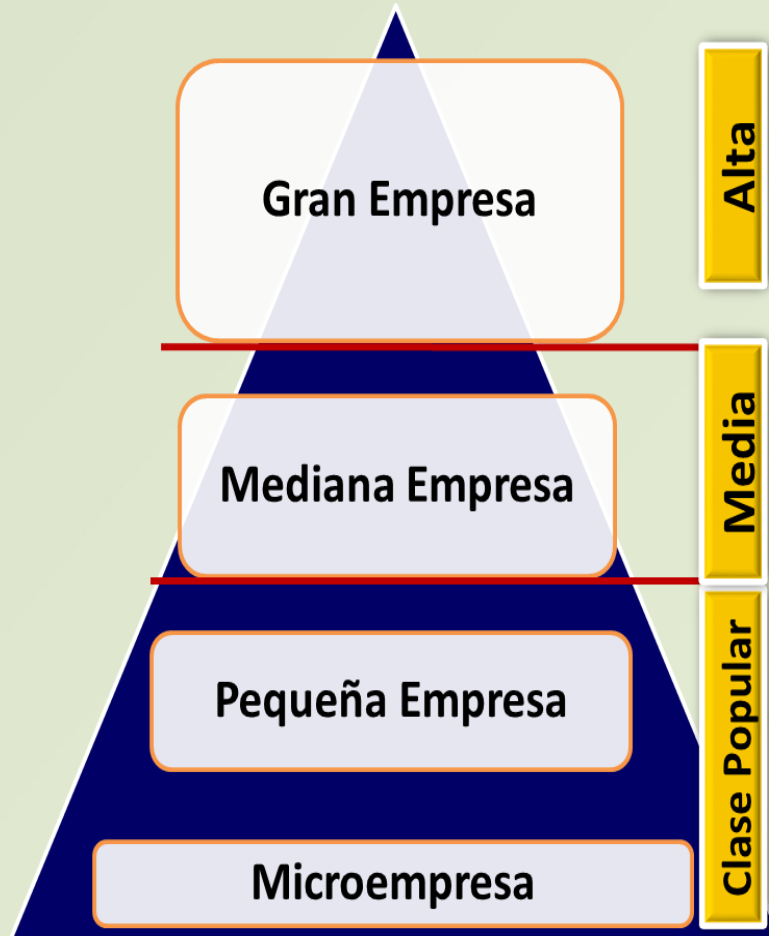 Gran Empresa
Alta
Mediana Empresa
Media
Pequeña Empresa
Clase Popular
Microempresa